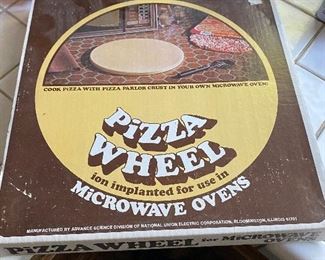 COOK PIZZA WITH PIZZA PARLOR CRUST IN YOUR OWN MICROWAVE OVEN!
PIZZA
WHEEL
ion implanted for use in
MICROWAVE OVENS
MANUFACTURED BY ADVANCE SCIENCE DIVISION OF NATIONAL UNION ELECTRIC CORPORATION, BLOOMINGTON, ILLINOIS 61701
PIZZA WHEEL for MICROWAVE
OVENS